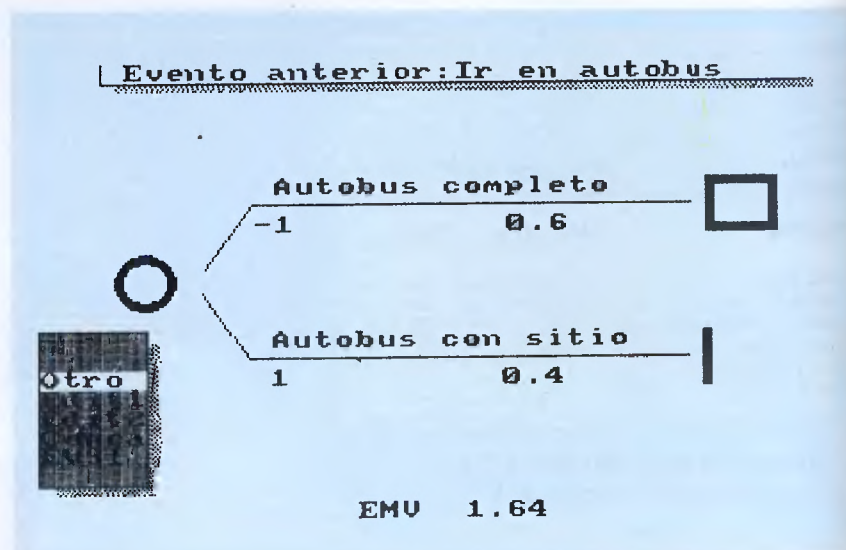 Evento anterior:Ir en autobus
Autobus completo
-1 0.6
Autobus con sitio
Otro
1 0.4
EMV 1.64